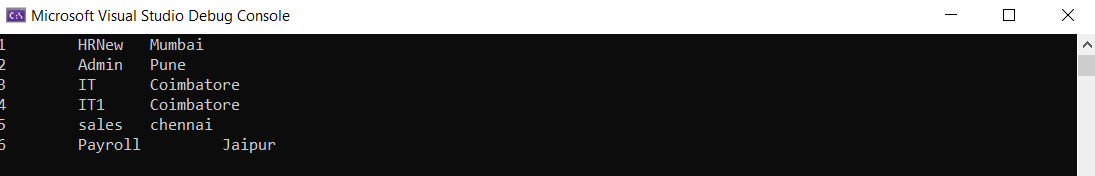 Microsoft Visual Studio Debug Console
1 HRNew Mumbai
2 Admin Pune
3 IT Coimbatore
4 IT1 Coimbatore
5 sales chennai
6 Payroll Jaipur